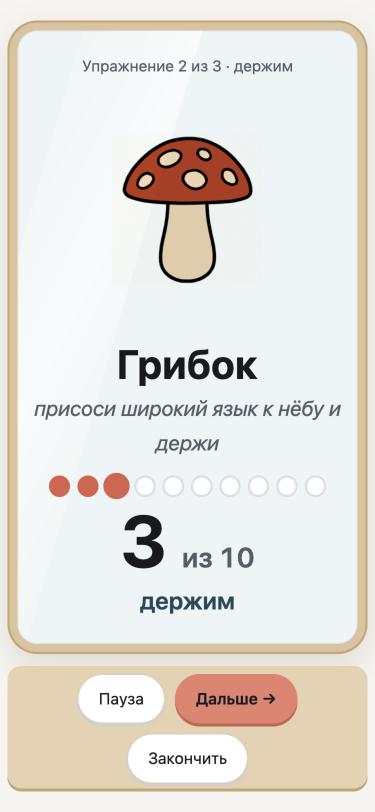 Упражнение 2 из 3 · держим
Грибок
присоси широкий язык к нёбу и
держи
3 из 10
держим
Пауза
Дальше →
Закончить